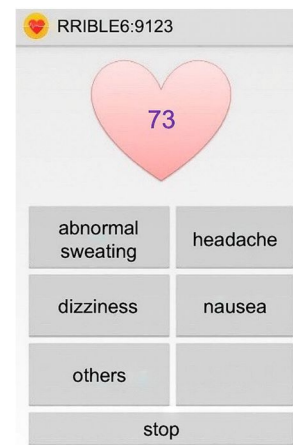 RRIBLE6:9123
73
abnormal
sweating
headache
dizziness
nausea
others
stop